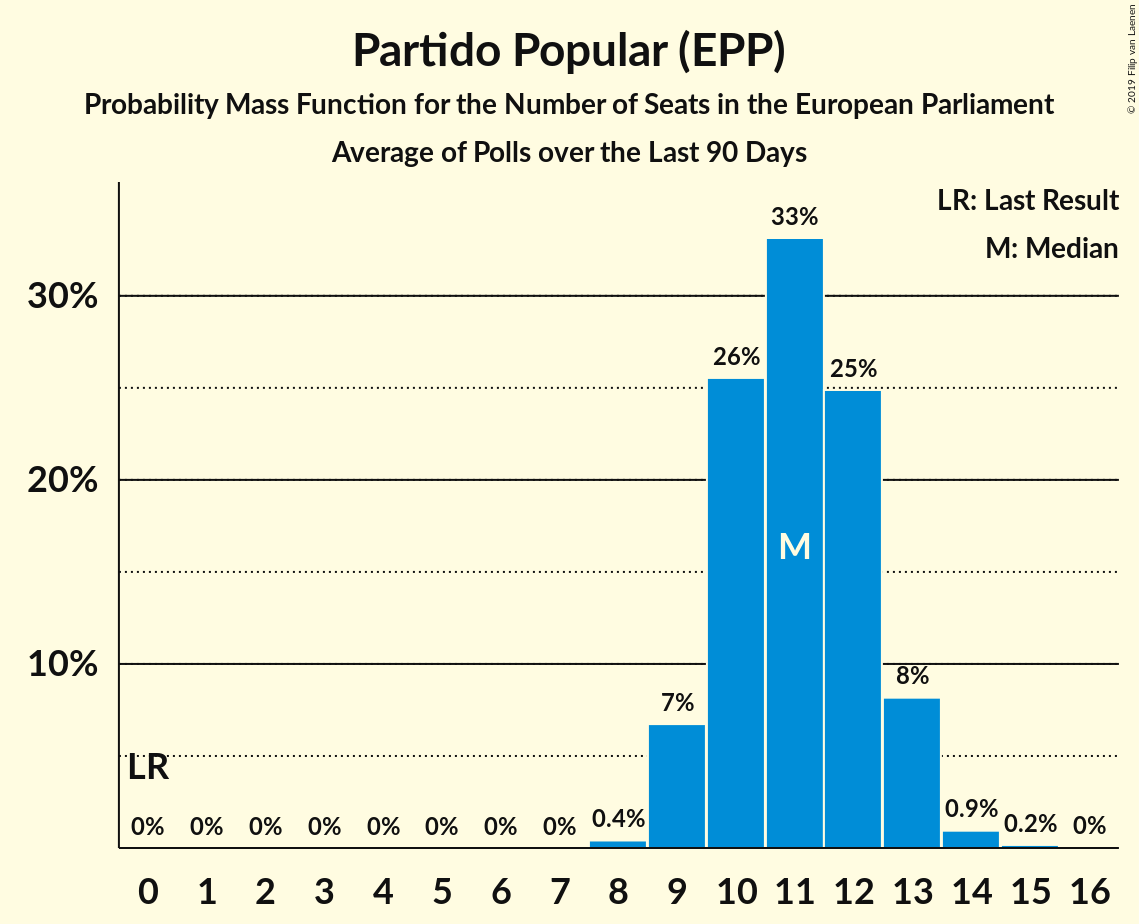 Partido Popular (EPP)
Probability Mass Function for the Number of Seats in the European Parliament
Average of Polls over the Last 90 Days
© 2019 Filip van Laenen
LR: Last Result
M: Median
33%
30%
26%
25%
20%
M
10%
8%
7%
LR
0%
0%
0%
0%
0%
0%
0%
0%
0.4%
0.9%
0.2%
0%
0 1 2 3 4 5 6 7 8 9 10 11 12 13 14 15 16